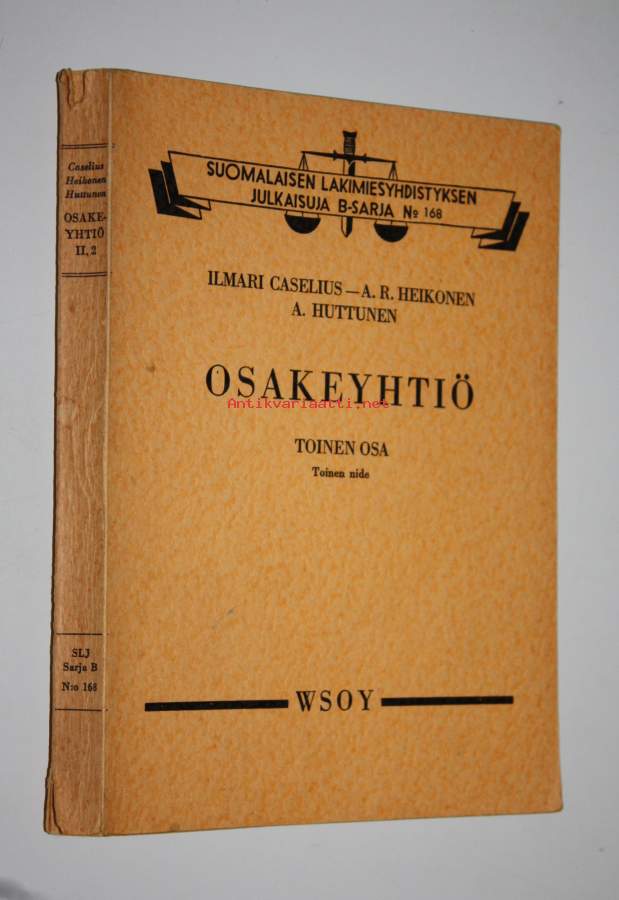 Caselius
Heikonen
Huttunen
OSAKE-
YHTIÖ
II,2
SLJ
Sarja B
N:o 168
SUOMALAISEN LAKIMIESYHDISTYKSEN
JULKAISUJA B-SARJA No 168
ILMARI CASELIUS—A. R. HEIKONEN
A. HUTTUNEN
OSAKEYHTIÖ
Antikvariaatti.net
TOINEN OSA
Toinen nide
WSOY